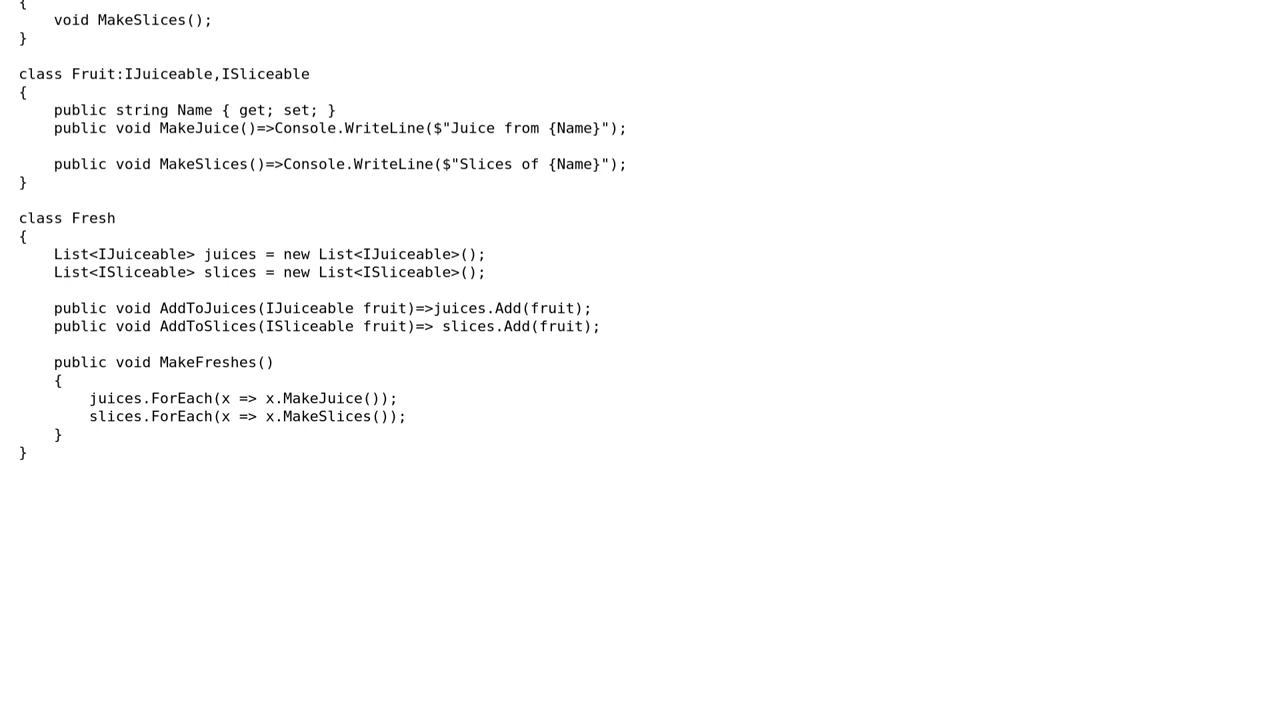 {
    void MakeSlices();
}
class Fruit:IJuiceable,ISliceable
{
    public string Name { get; set; }
    public void MakeJuice()=>Console.WriteLine($"Juice from {Name}");
    public void MakeSlices()=>Console.WriteLine($"Slices of {Name}");
}
class Fresh
{
    List<IJuiceable> juices = new List<IJuiceable>();
    List<ISliceable> slices = new List<ISliceable>();
    public void AddToJuices(IJuiceable fruit)=>juices.Add(fruit);
    public void AddToSlices(ISliceable fruit)=> slices.Add(fruit);
    public void MakeFreshes()
    {
        juices.ForEach(x => x.MakeJuice());
        slices.ForEach(x => x.MakeSlices());
    }
}